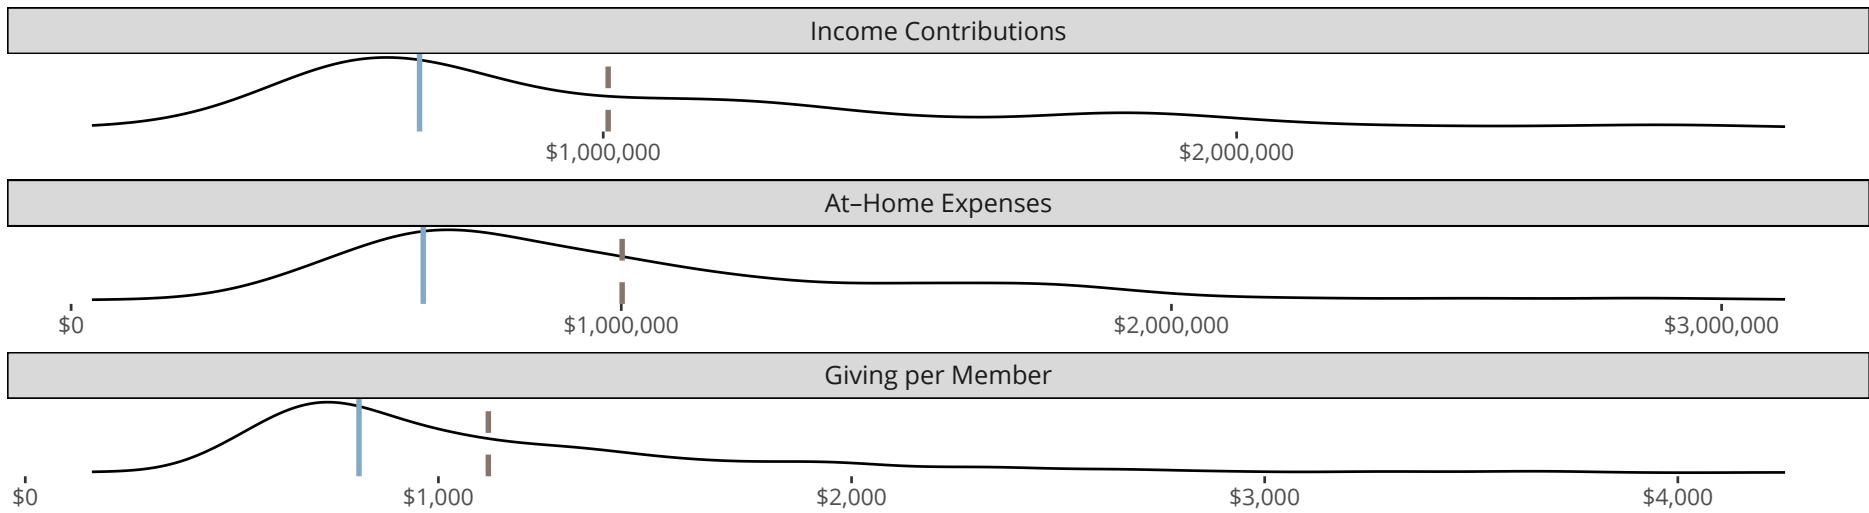 Income Contributions
$1,000,000 $2,000,000
At–Home Expenses
$0 $1,000,000 $2,000,000 $3,000,000
Giving per Member
$0 $1,000 $2,000 $3,000 $4,000